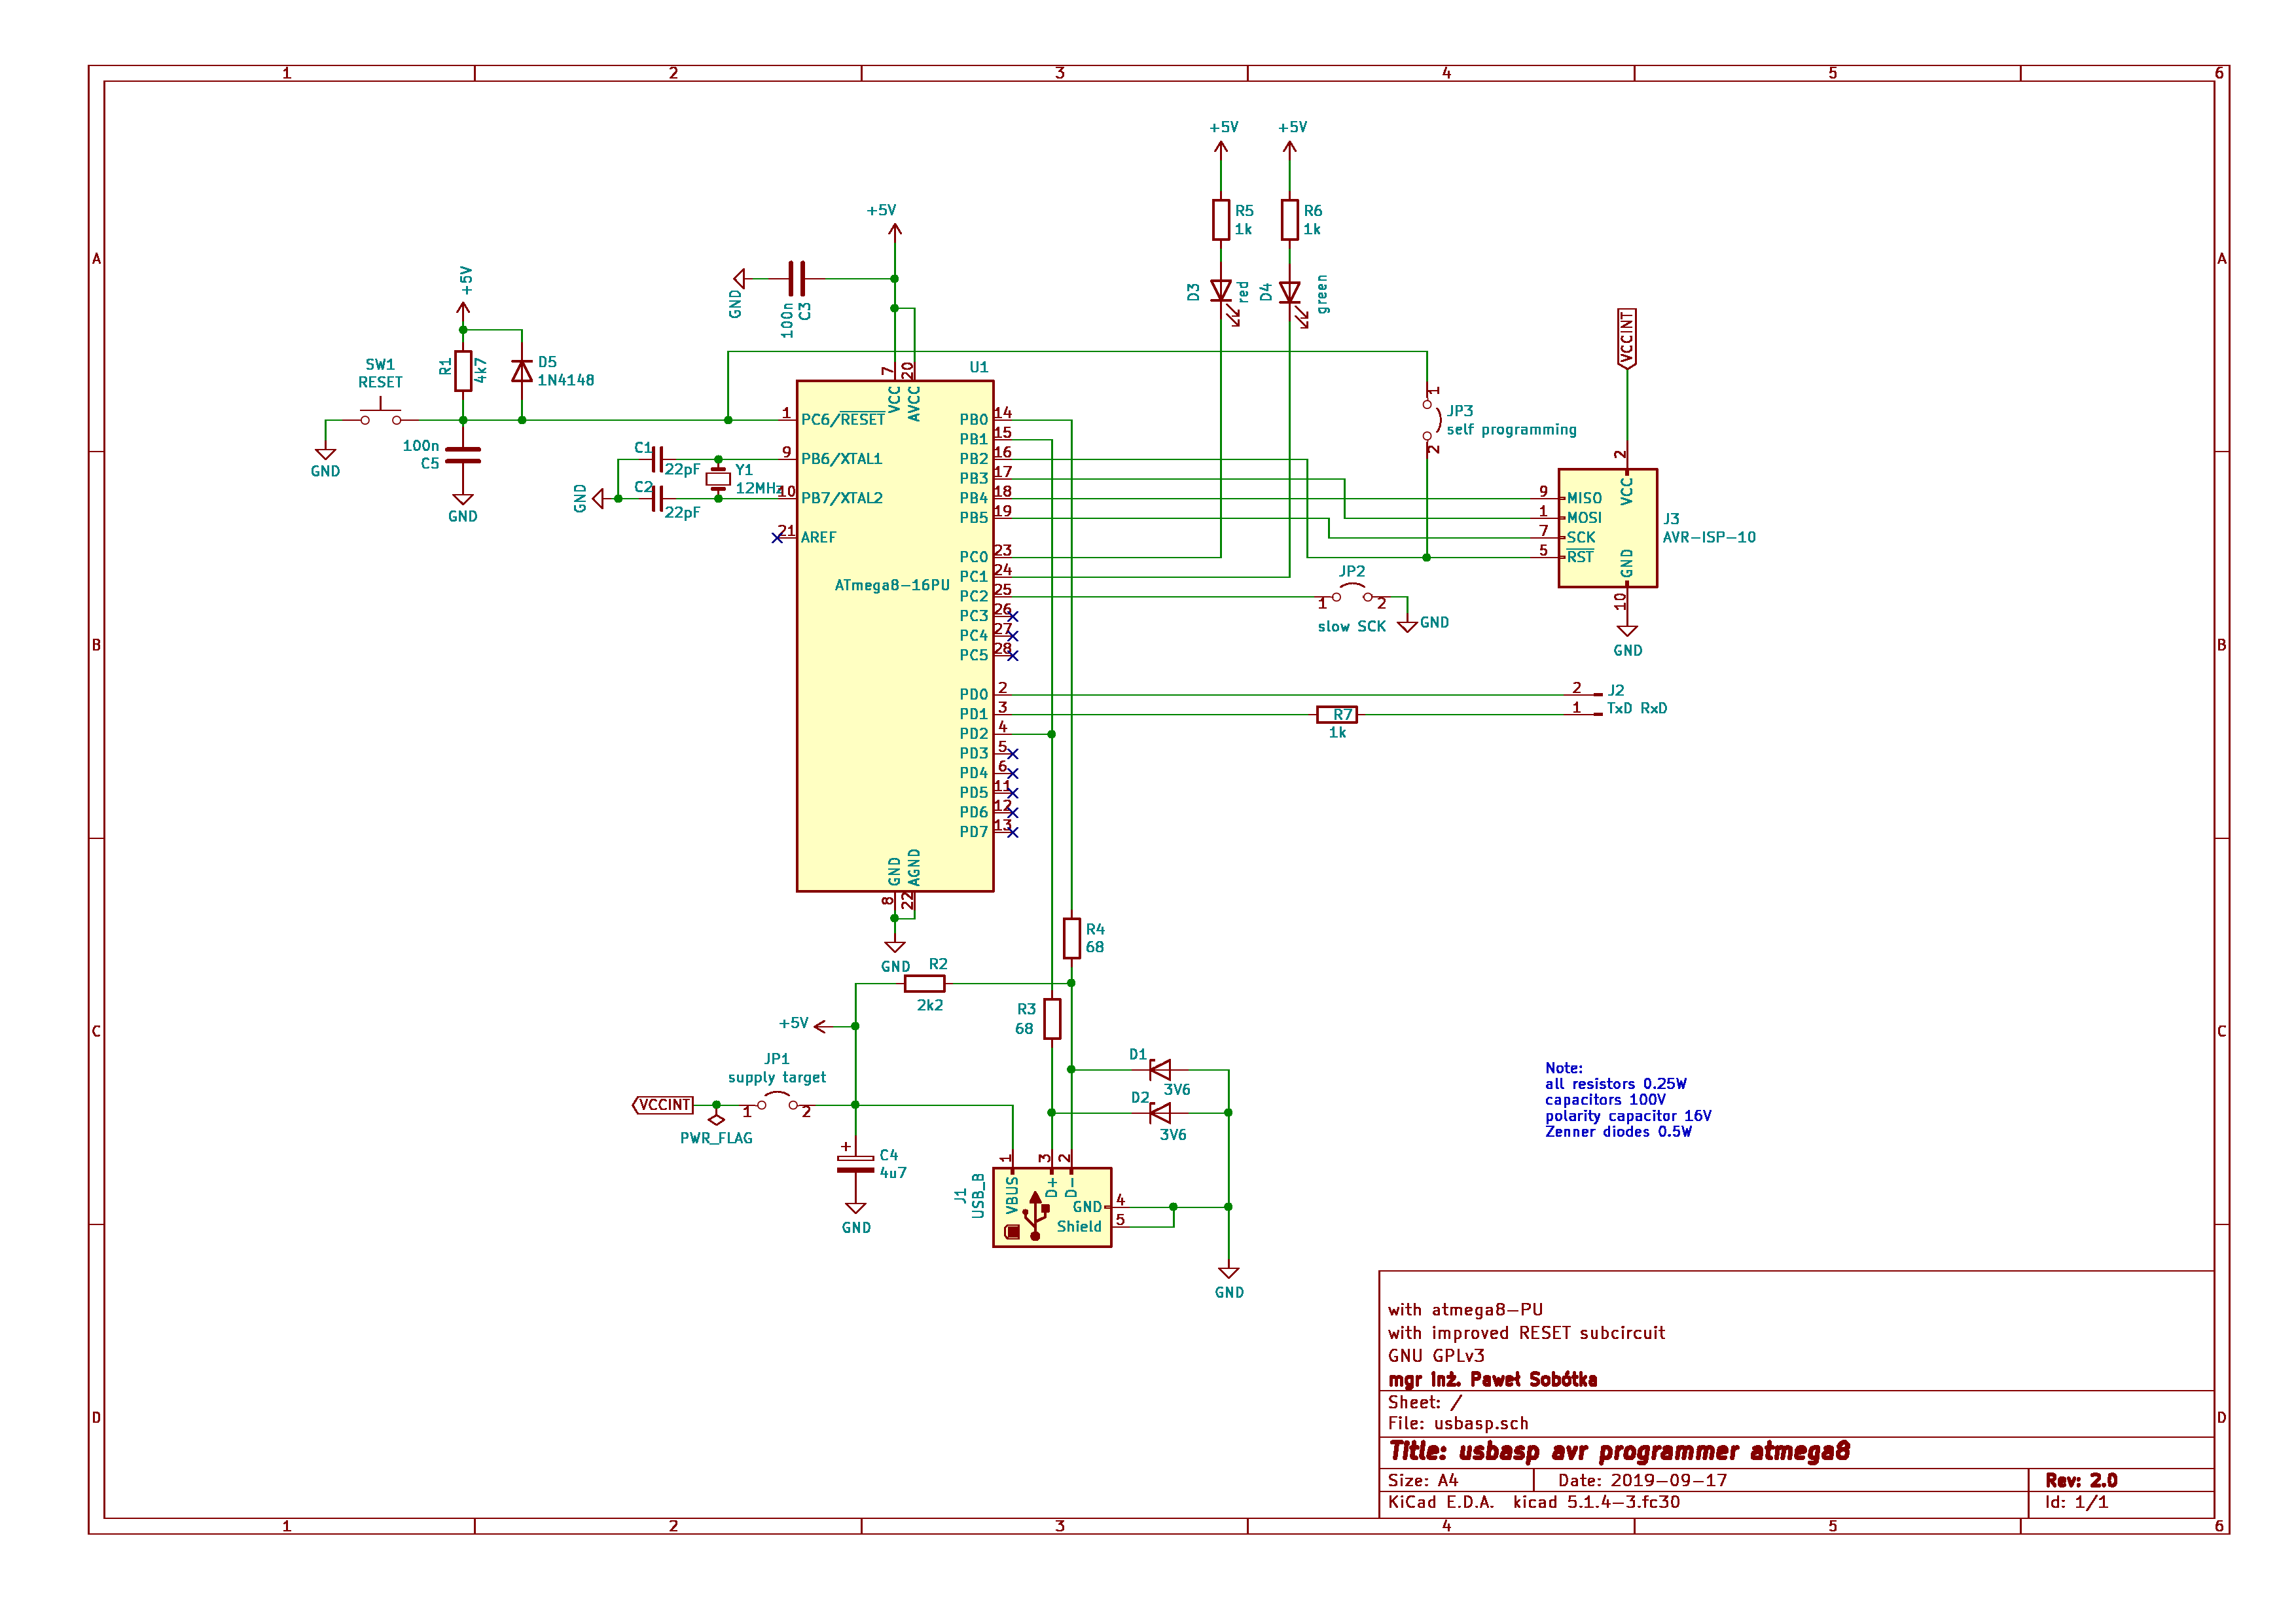 1 2 3 4 5 6
A A
B B
C C
D D
1 2 3 4 5 6
+5V +5V
R5 R6
1k 1k
D3 red D4 green
+5V
GND 100n C3
+5V
R1 4k7
D5
1N4148
SW1
RESET
GND
100n
C5
GND
C1
22pF
C2
22pF
GND
Y1
12MHz
U1
ATmega8-16PU
7 20
VCC AVCC
1 PC6/RESET
9 PB6/XTAL1
10 PB7/XTAL2
21 AREF
PB0 14
PB1 15
PB2 16
PB3 17
PB4 18
PB5 19
PC0 23
PC1 24
PC2 25
PC3 26
PC4 27
PC5 28
PD0 2
PD1 3
PD2 4
PD3 5
PD4 6
PD5 11
PD6 12
PD7 13
GND AGND
8 22
GND
1
JP3
self programming
2
VCCINT
2
VCC
9 MISO
1 MOSI
7 SCK
5 RST
GND
10
GND
J3
AVR-ISP-10
JP2
1 2
slow SCK
GND
2 J2
1 TxD RxD
R7
1k
R4
68
R2
2k2
R3
68
+5V
JP1
supply target
VCCINT
1 2
PWR_FLAG
+
C4
4u7
GND
D1
3V6
D2
3V6
1 3 2
J1
USB_B
VBUS D+ D-
GND 4
Shield 5
GND
Note:
all resistors 0.25W
capacitors 100V
polarity capacitor 16V
Zenner diodes 0.5W
with atmega8-PU
with improved RESET subcircuit
GNU GPLv3
mgr inż. Paweł Sobótka
Sheet: /
File: usbasp.sch
Title: usbasp avr programmer atmega8
Size: A4 Date: 2019-09-17 Rev: 2.0
KiCad E.D.A. kicad 5.1.4-3.fc30 Id: 1/1